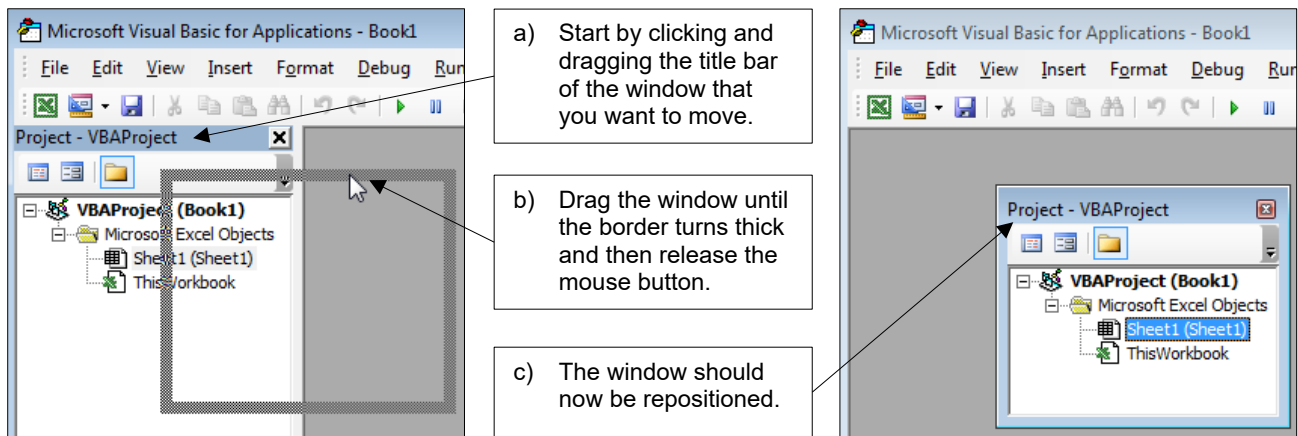 Microsoft Visual Basic for Applications - Book1
File Edit View Insert Format Debug Run
Project - VBAProject
VBAProject (Book1)
Microsoft Excel Objects
Sheet1 (Sheet1)
ThisWorkbook
a) Start by clicking and
dragging the title bar
of the window that
you want to move.
b) Drag the window until
the border turns thick
and then release the
mouse button.
c) The window should
now be repositioned.
Microsoft Visual Basic for Applications - Book1
File Edit View Insert Format Debug Run
Project - VBAProject
VBAProject (Book1)
Microsoft Excel Objects
Sheet1 (Sheet1)
ThisWorkbook